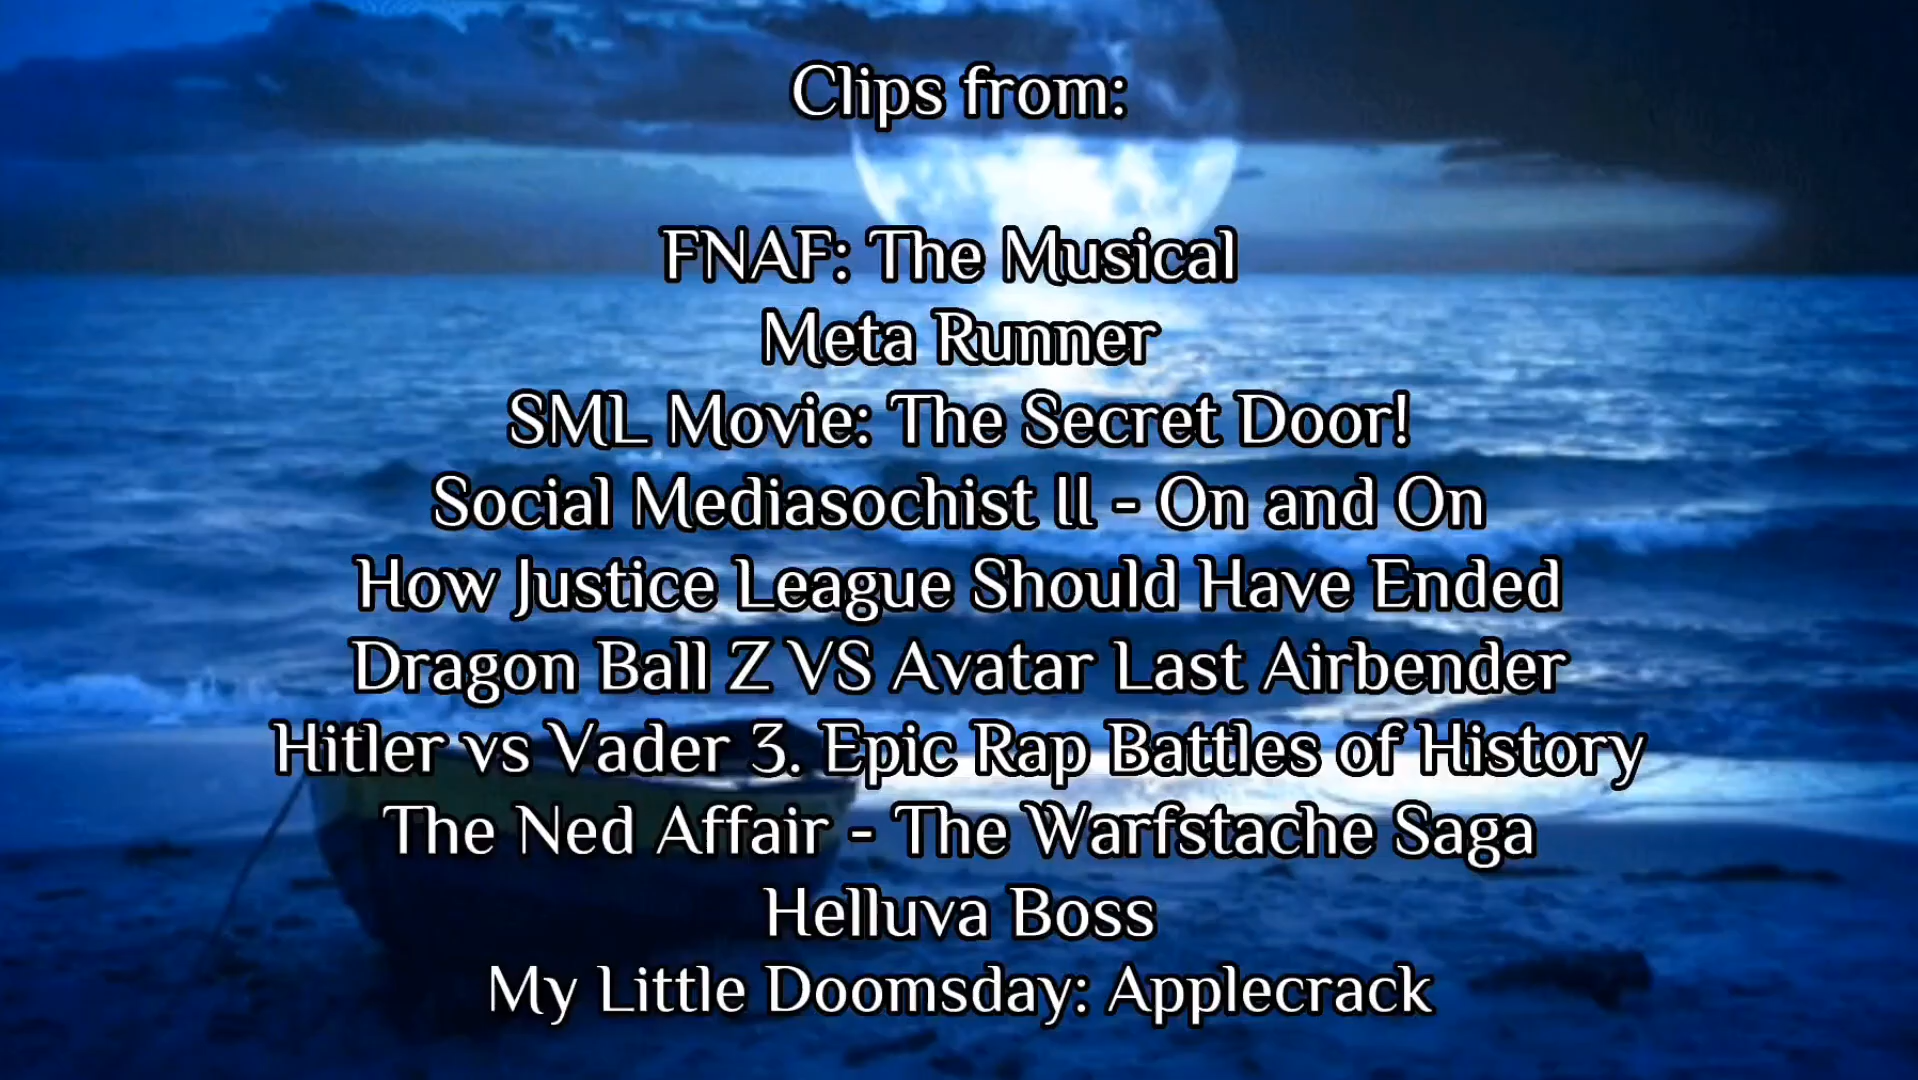 Clips from:
FNAF: The Musical
Meta Runner
SML Movie: The Secret Door!
Social Mediasochist II - On and On
How Justice League Should Have Ended
Dragon Ball Z VS Avatar Last Airbender
Hitler vs Vader 3. Epic Rap Battles of History
The Ned Affair - The Warfstache Saga
Helluva Boss
My Little Doomsday: Applecrack